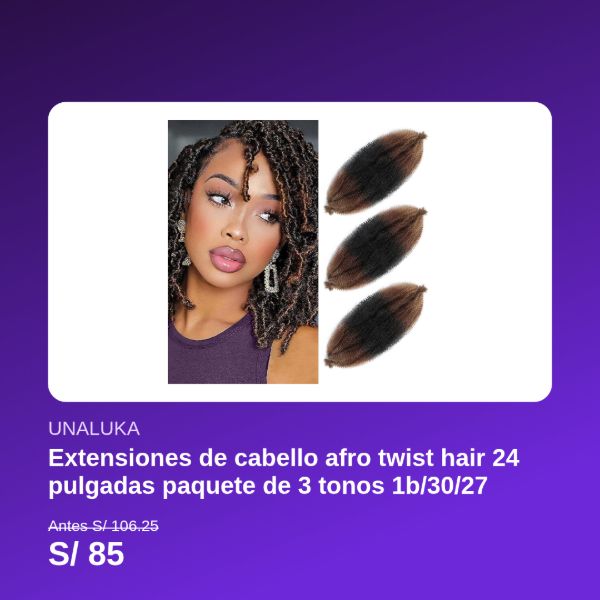 UNALUKA
Extensiones de cabello afro twist hair 24
pulgadas paquete de 3 tonos 1b/30/27
Antes S/ 106.25
S/ 85